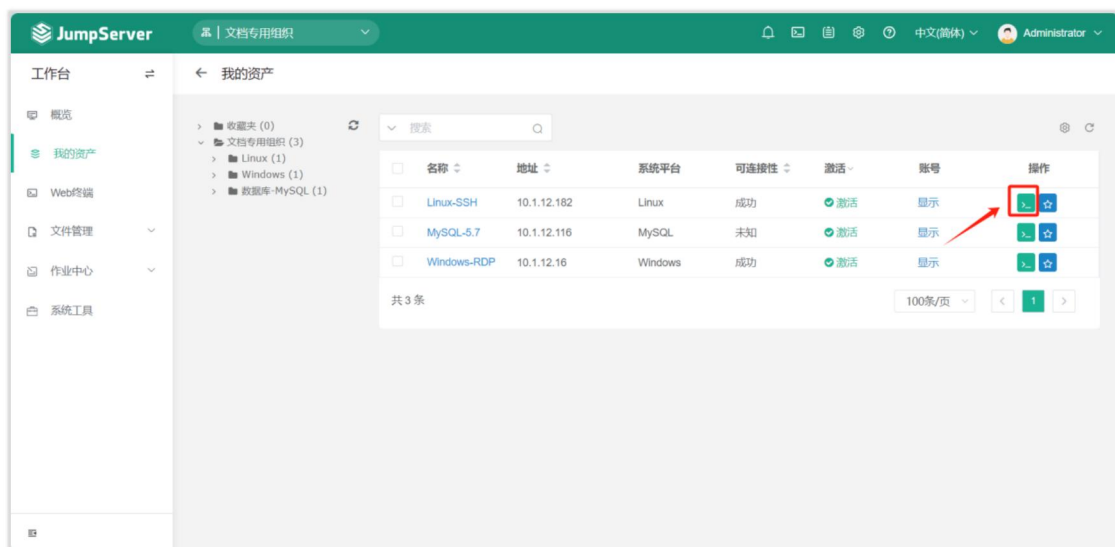 JumpServer
文档专用组织
中文(简体)
Administrator
工作台
我的资产
概览
我的资产
Web终端
文件管理
作业中心
系统工具
收藏夹 (0)
文档专用组织 (3)
Linux (1)
Windows (1)
数据库-MySQL (1)
搜索
名称 地址 系统平台 可连接性 激活 账号 操作
Linux-SSH 10.1.12.182 Linux 成功 激活 显示
MySQL-5.7 10.1.12.116 MySQL 未知 激活 显示
Windows-RDP 10.1.12.16 Windows 成功 激活 显示
共 3 条
100条/页
1